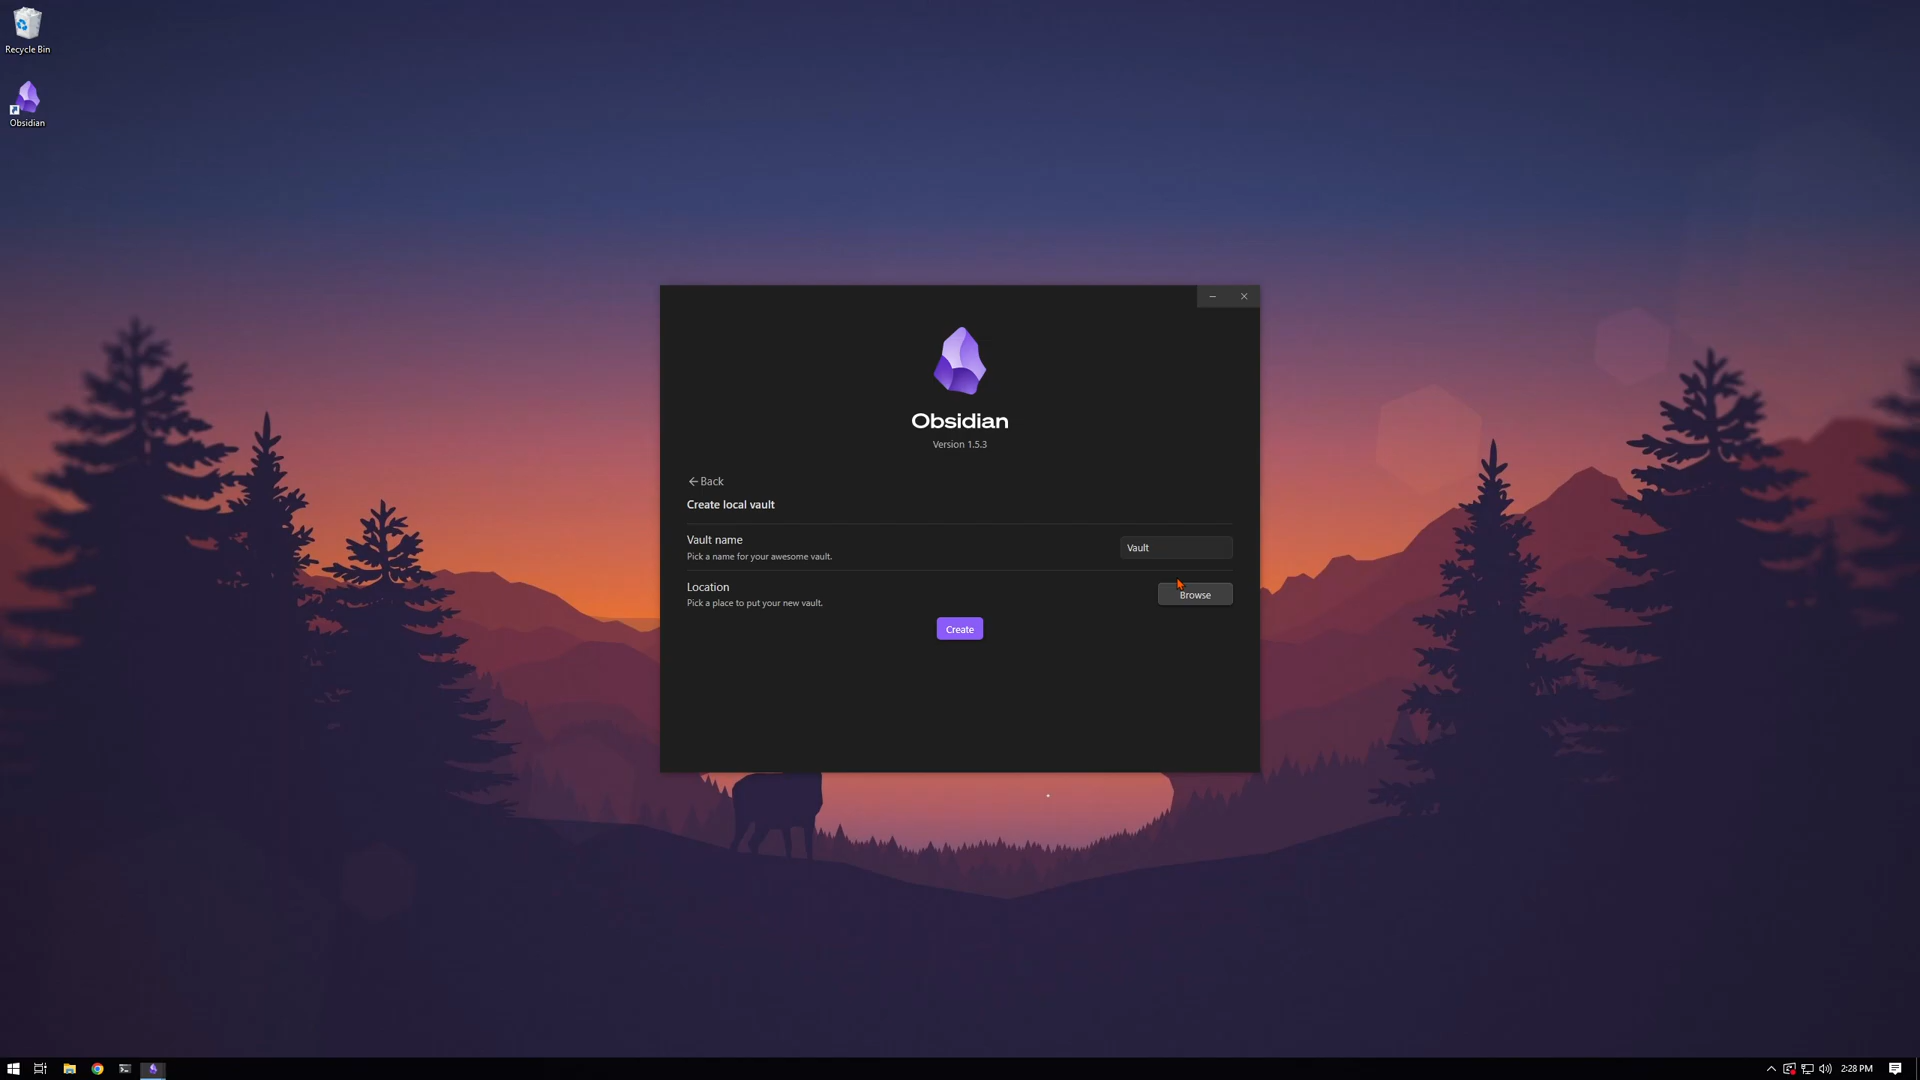 Recycle Bin
Obsidian
Obsidian
Version 1.5.3
Back
Create local vault
Vault name
Pick a name for your awesome vault.
Vault
Location
Pick a place to put your new vault.
Browse
Create
2:28 PM